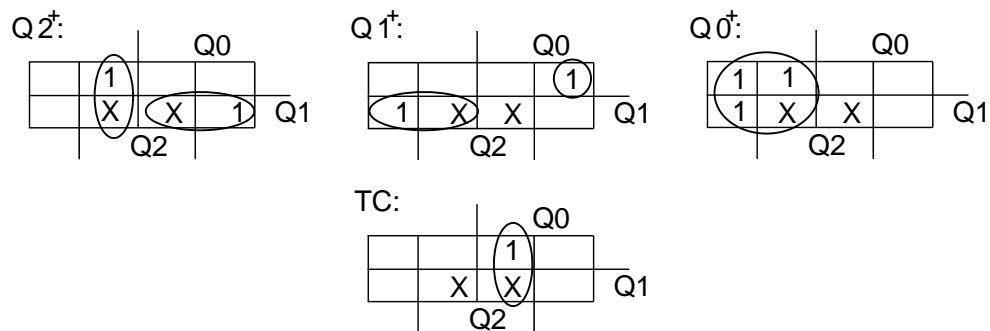 Q2+: Q1+: Q0+:
Q0 Q0 Q0
1 1 1 1
X X 1 Q1 1 X X Q1 1 X X Q1
Q2 Q2 Q2
TC:
Q0
1
X X Q1
Q2